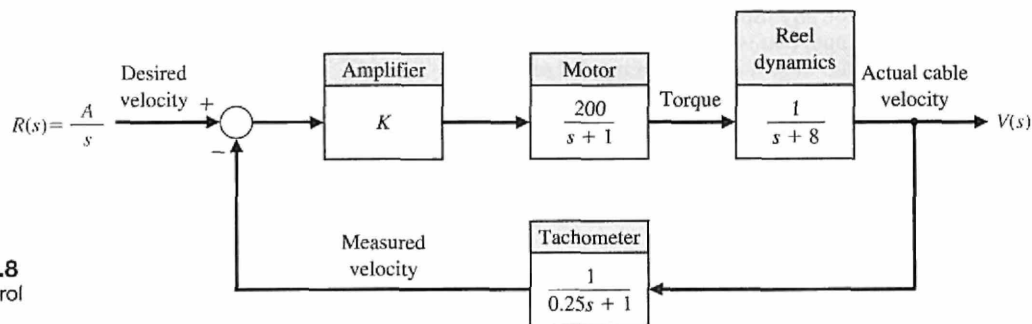 Desired
velocity
R(s) = A/s
+
−
Amplifier
K
Motor
200
s + 1
Torque
Reel
dynamics
1
s + 8
Actual cable
velocity
V(s)
Measured
velocity
Tachometer
1
0.25s + 1
.8
rol